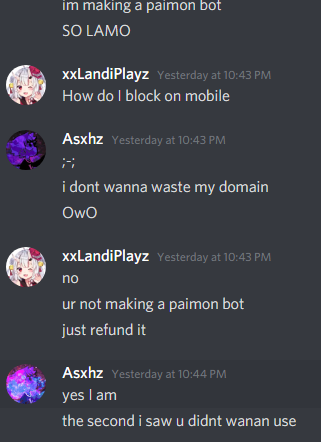 im making a paimon bot
SO LAMO
xxLandiPlayz Yesterday at 10:43 PM
How do I block on mobile
Asxhz Yesterday at 10:43 PM
;-;
i dont wanna waste my domain
OwO
xxLandiPlayz Yesterday at 10:43 PM
no
ur not making a paimon bot
just refund it
Asxhz Yesterday at 10:44 PM
yes I am
the second i saw u didnt wanan use